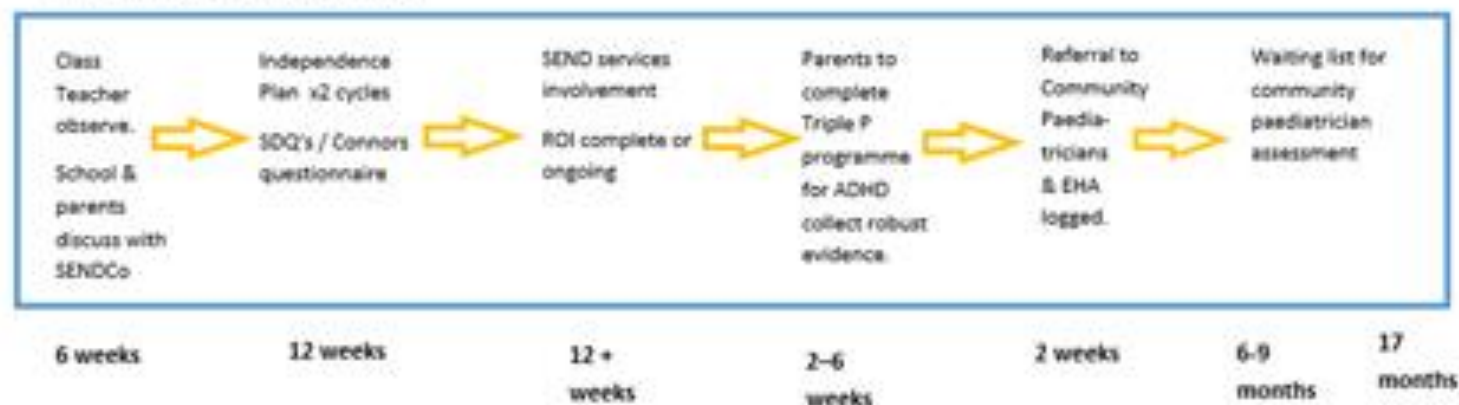 Class
Teacher
observe.
School &
parents
discuss with
SENDCo
Independence
Plan x2 cycles
SDQ's / Connors
questionnaire
SEND services
involvement
ROI complete or
ongoing
Parents to
complete
Triple P
programme
for ADHD
collect robust
evidence.
Referral to
Community
Paedia-
tricians
& EHA
logged.
Waiting list for
community
paediatrician
assessment
6 weeks
12 weeks
12 +
weeks
2–6
weeks
2 weeks
6-9
months
17
months